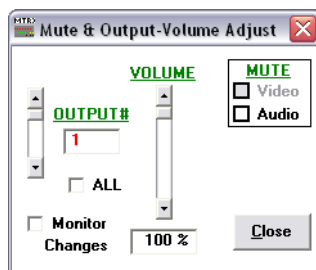 MTRX
Mute & Output-Volume Adjust
VOLUME
MUTE
Video
Audio
OUTPUT#
1
ALL
Monitor
Changes
100 %
Close